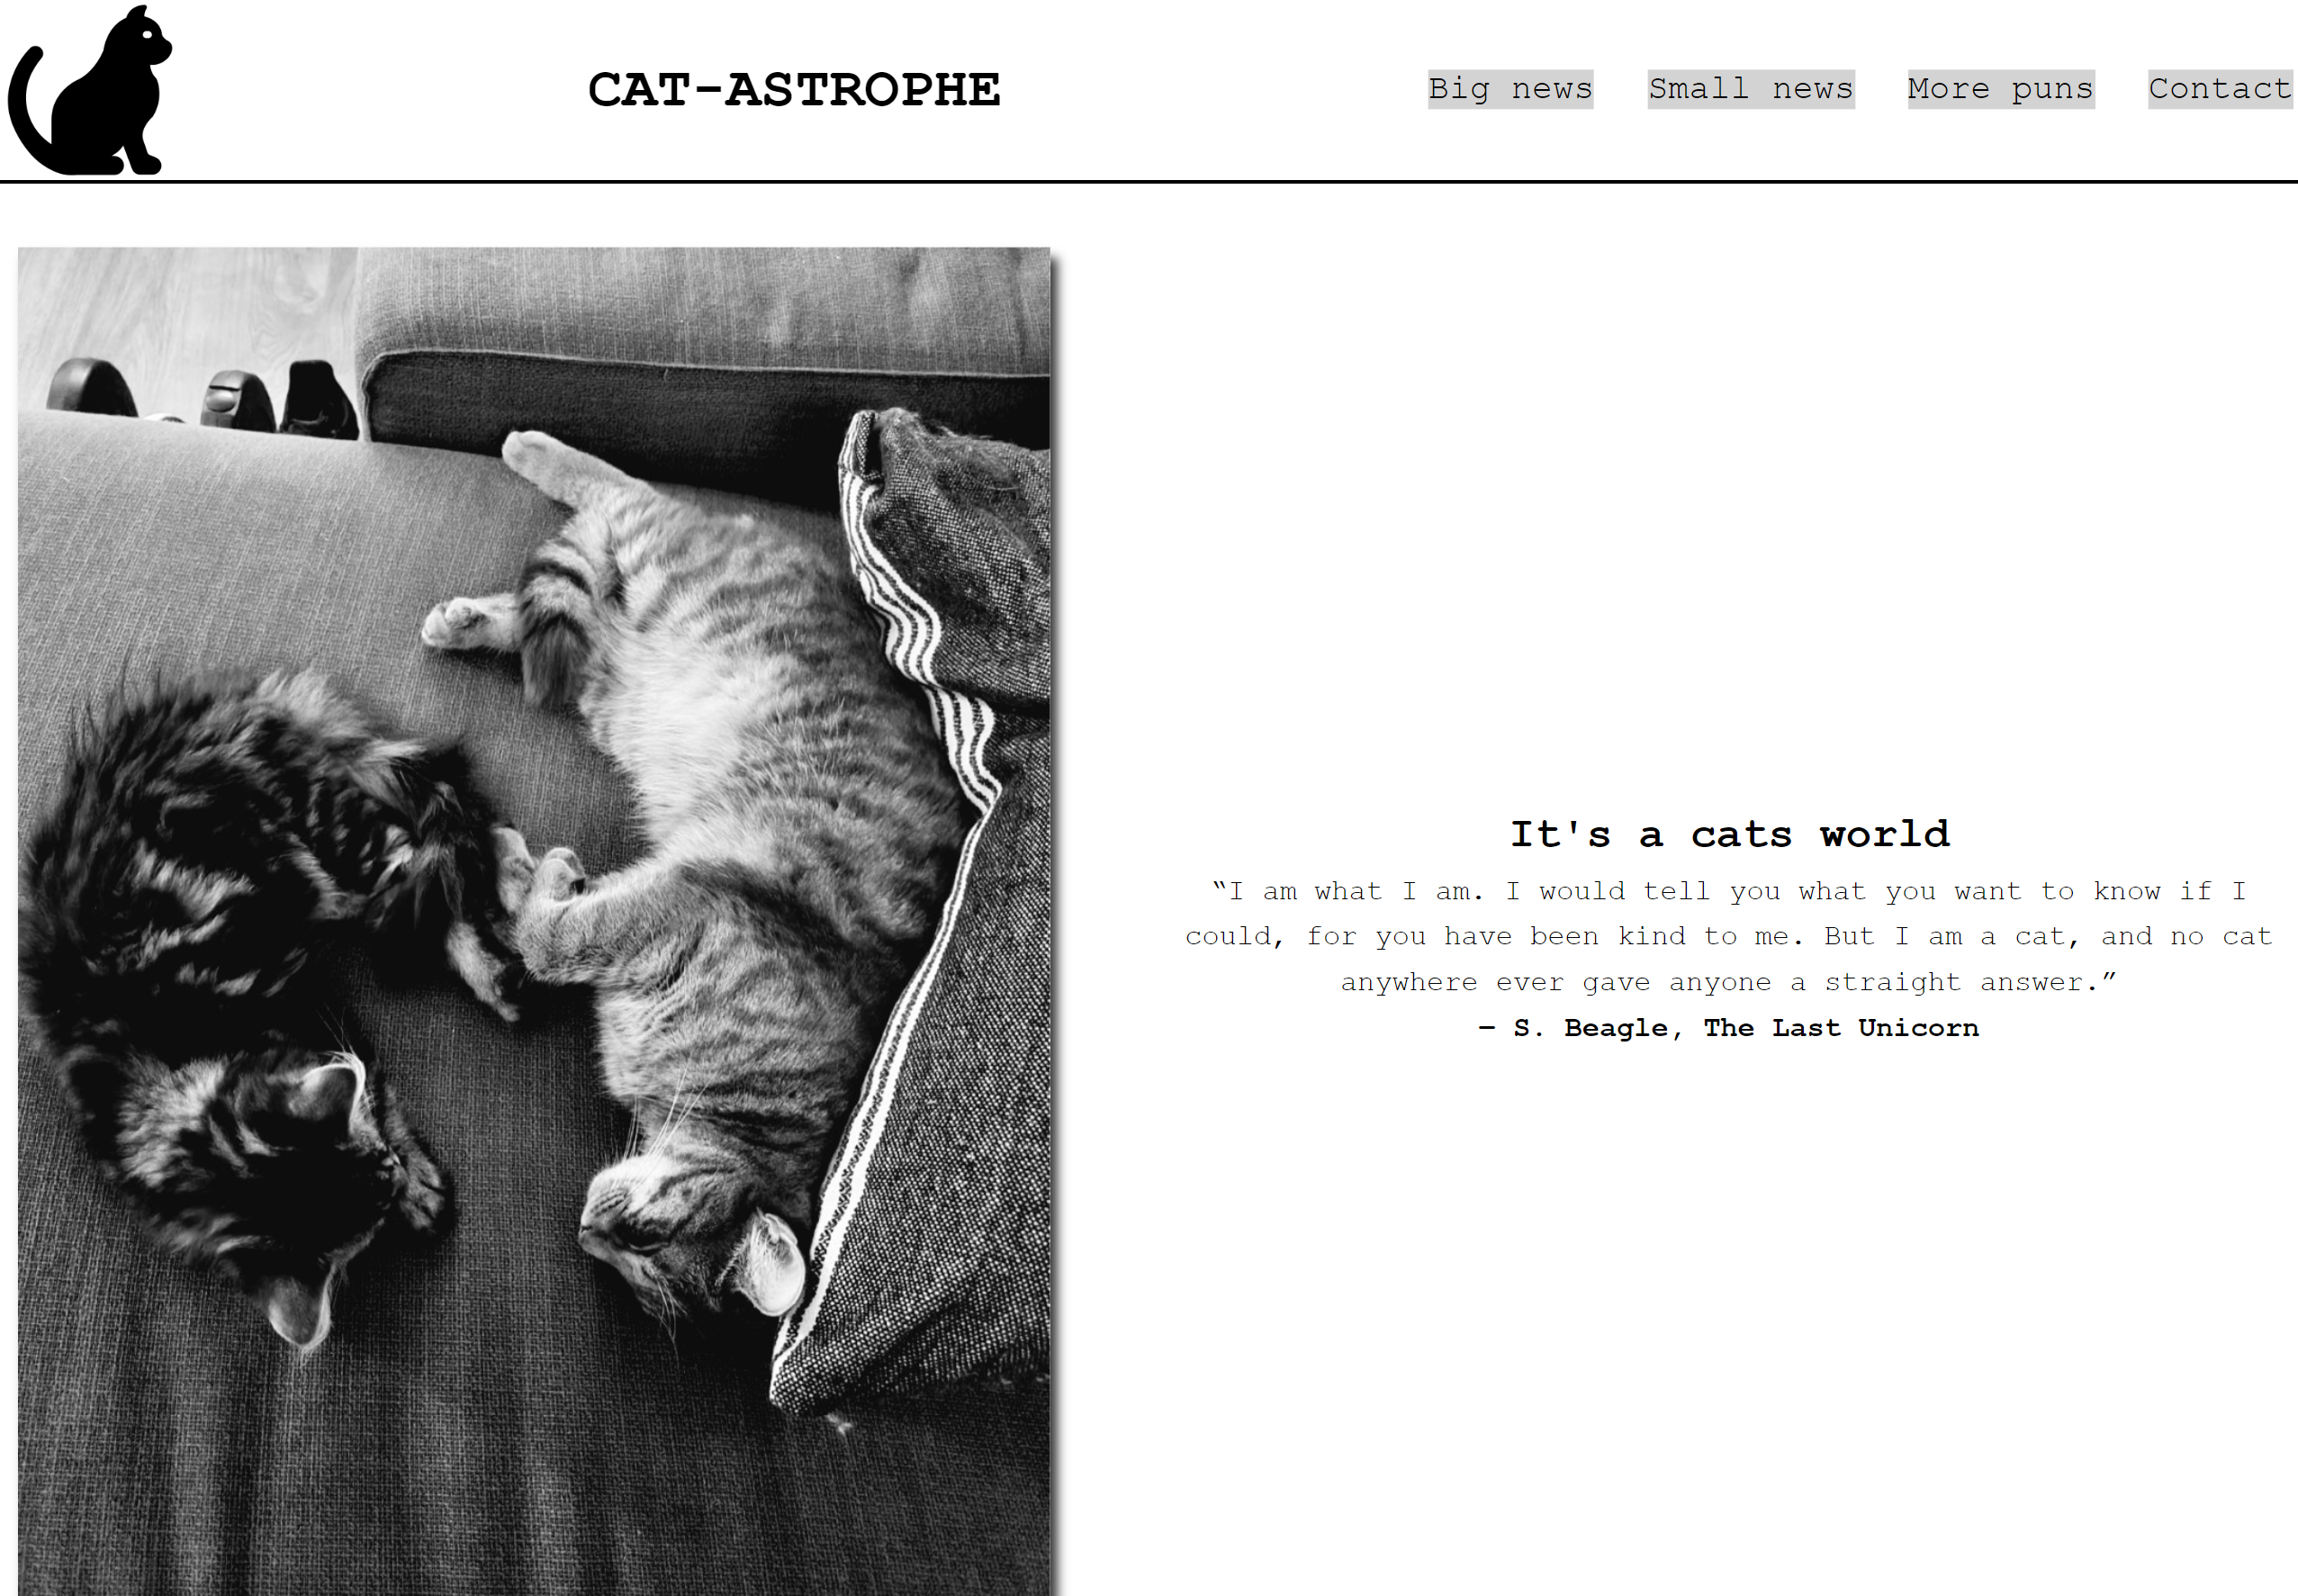 CAT-ASTROPHE
Big news
Small news
More puns
Contact
It's a cats world
“I am what I am. I would tell you what you want to know if I
could, for you have been kind to me. But I am a cat, and no cat
anywhere ever gave anyone a straight answer.”
— S. Beagle, The Last Unicorn